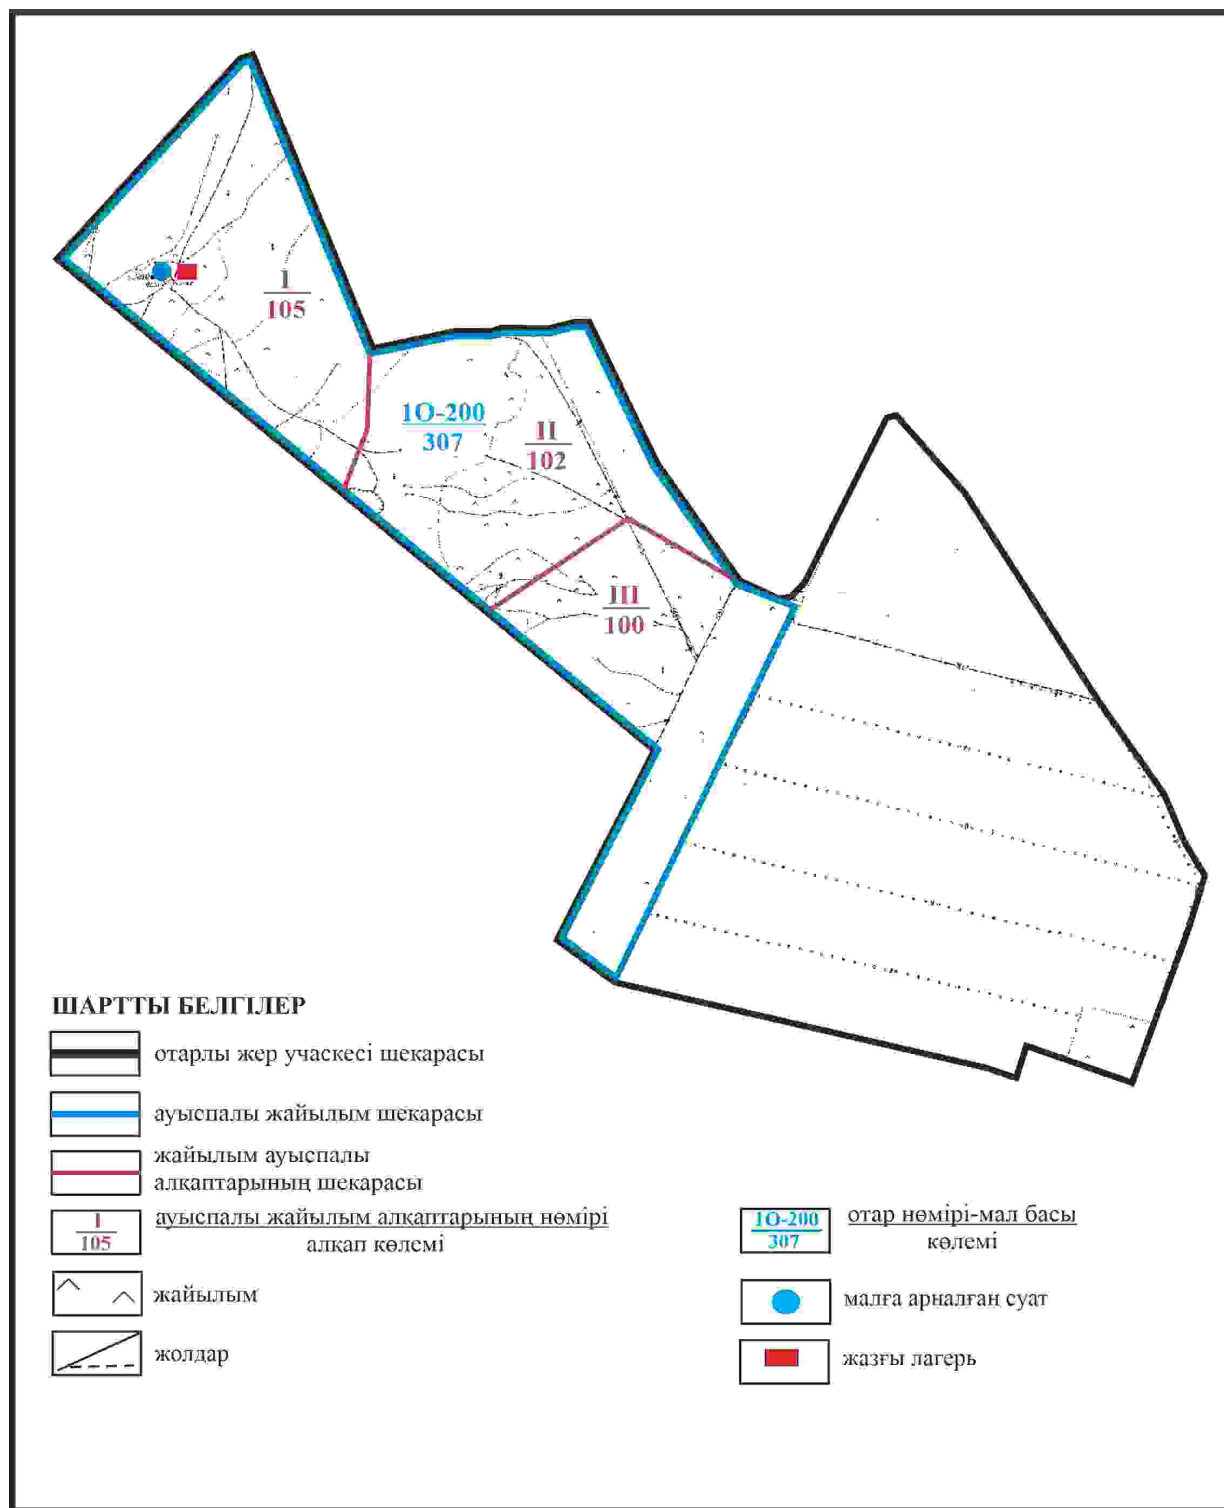 I
105
1О-200
307
II
102
III
100
ШАРТТЫ БЕЛГІЛЕР
отарлы жер учаскесі шекарасы
ауыспалы жайылым шекарасы
жайылым ауыспалы
алқаптарының шекарасы
I
105
ауыспалы жайылым алқаптарының нөмірі
алқап көлемі
жайылым
жолдар
1О-200
307
отар нөмірі-мал басы
көлемі
малға арналған суат
жазғы лагерь